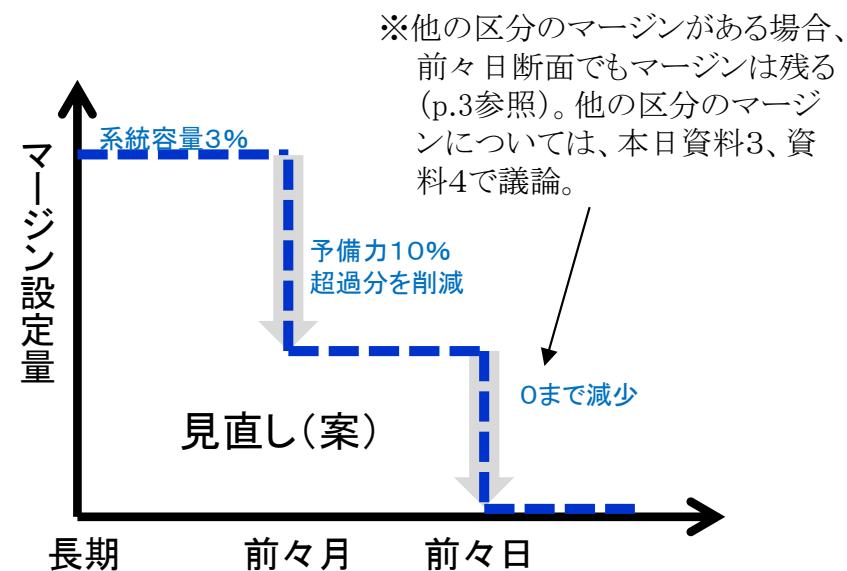 ※他の区分のマージンがある場合、
前々日断面でもマージンは残る
(p.3参照)。他の区分のマージ
ンについては、本日資料3、資
料4で議論。
系統容量3%
マージン設定量
予備力10%
超過分を削減
0まで減少
見直し(案)
長期 前々月 前々日